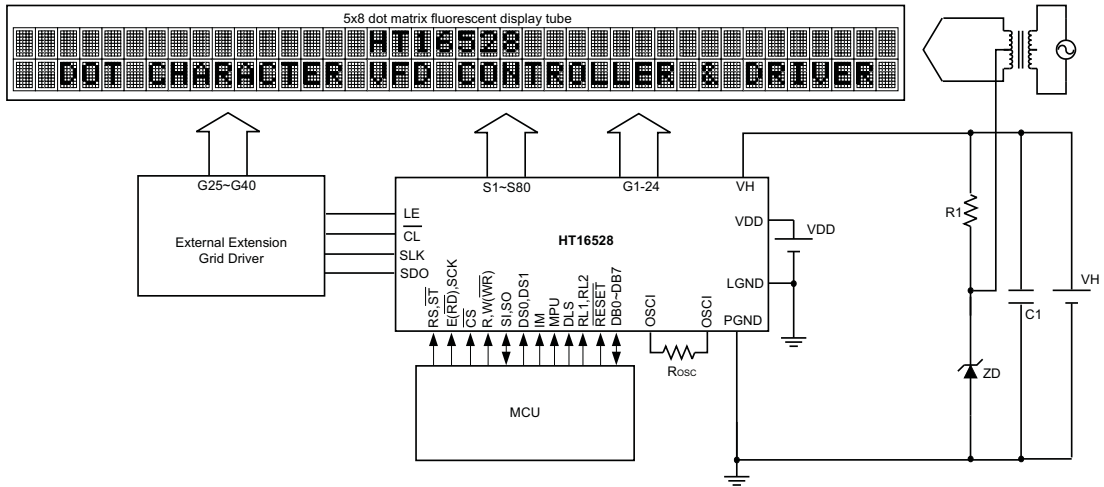 5x8 dot matrix fluorescent display tube
HT16528
DOT CHARACTER VFD CONTROLLER & DRIVER
G25~G40
S1~S80
G1-24
VH
External Extension
Grid Driver
LE
CL
SLK
SDO
HT16528
VDD
VDD
LGND
PGND
RS,ST
E(RD),SCK
CS
R,W(WR)
SI,SO
DS0,DS1
IM
MPU
DLS
RL1,RL2
RESET
DB0~DB7
OSCI
OSCI
ROSC
MCU
R1
C1
VH
ZD